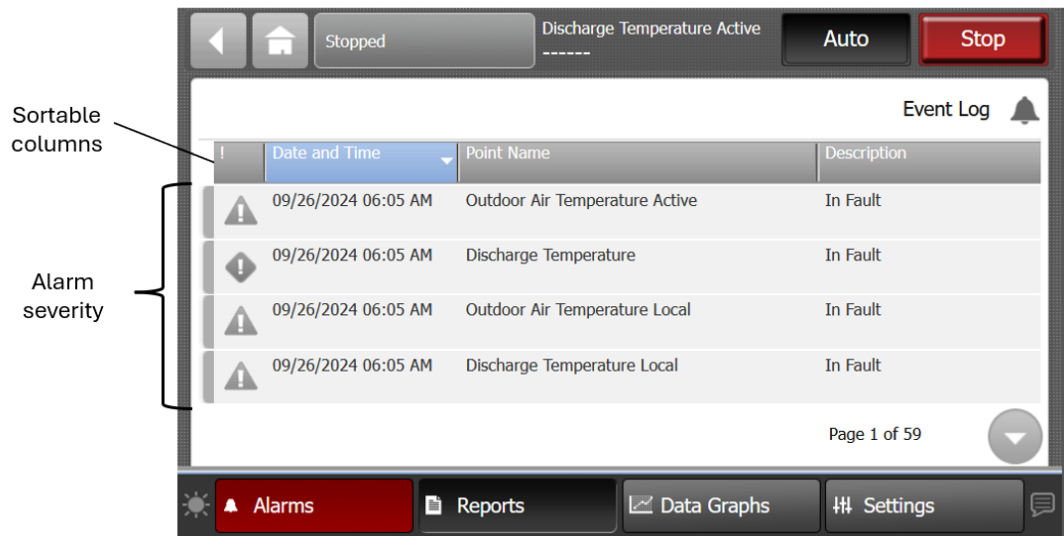 Stopped
Discharge Temperature Active
------
Auto
Stop
Sortable
columns
Event Log
! Date and Time Point Name Description
Alarm
severity
09/26/2024 06:05 AM Outdoor Air Temperature Active In Fault
09/26/2024 06:05 AM Discharge Temperature In Fault
09/26/2024 06:05 AM Outdoor Air Temperature Local In Fault
09/26/2024 06:05 AM Discharge Temperature Local In Fault
Page 1 of 59
Alarms
Reports
Data Graphs
Settings